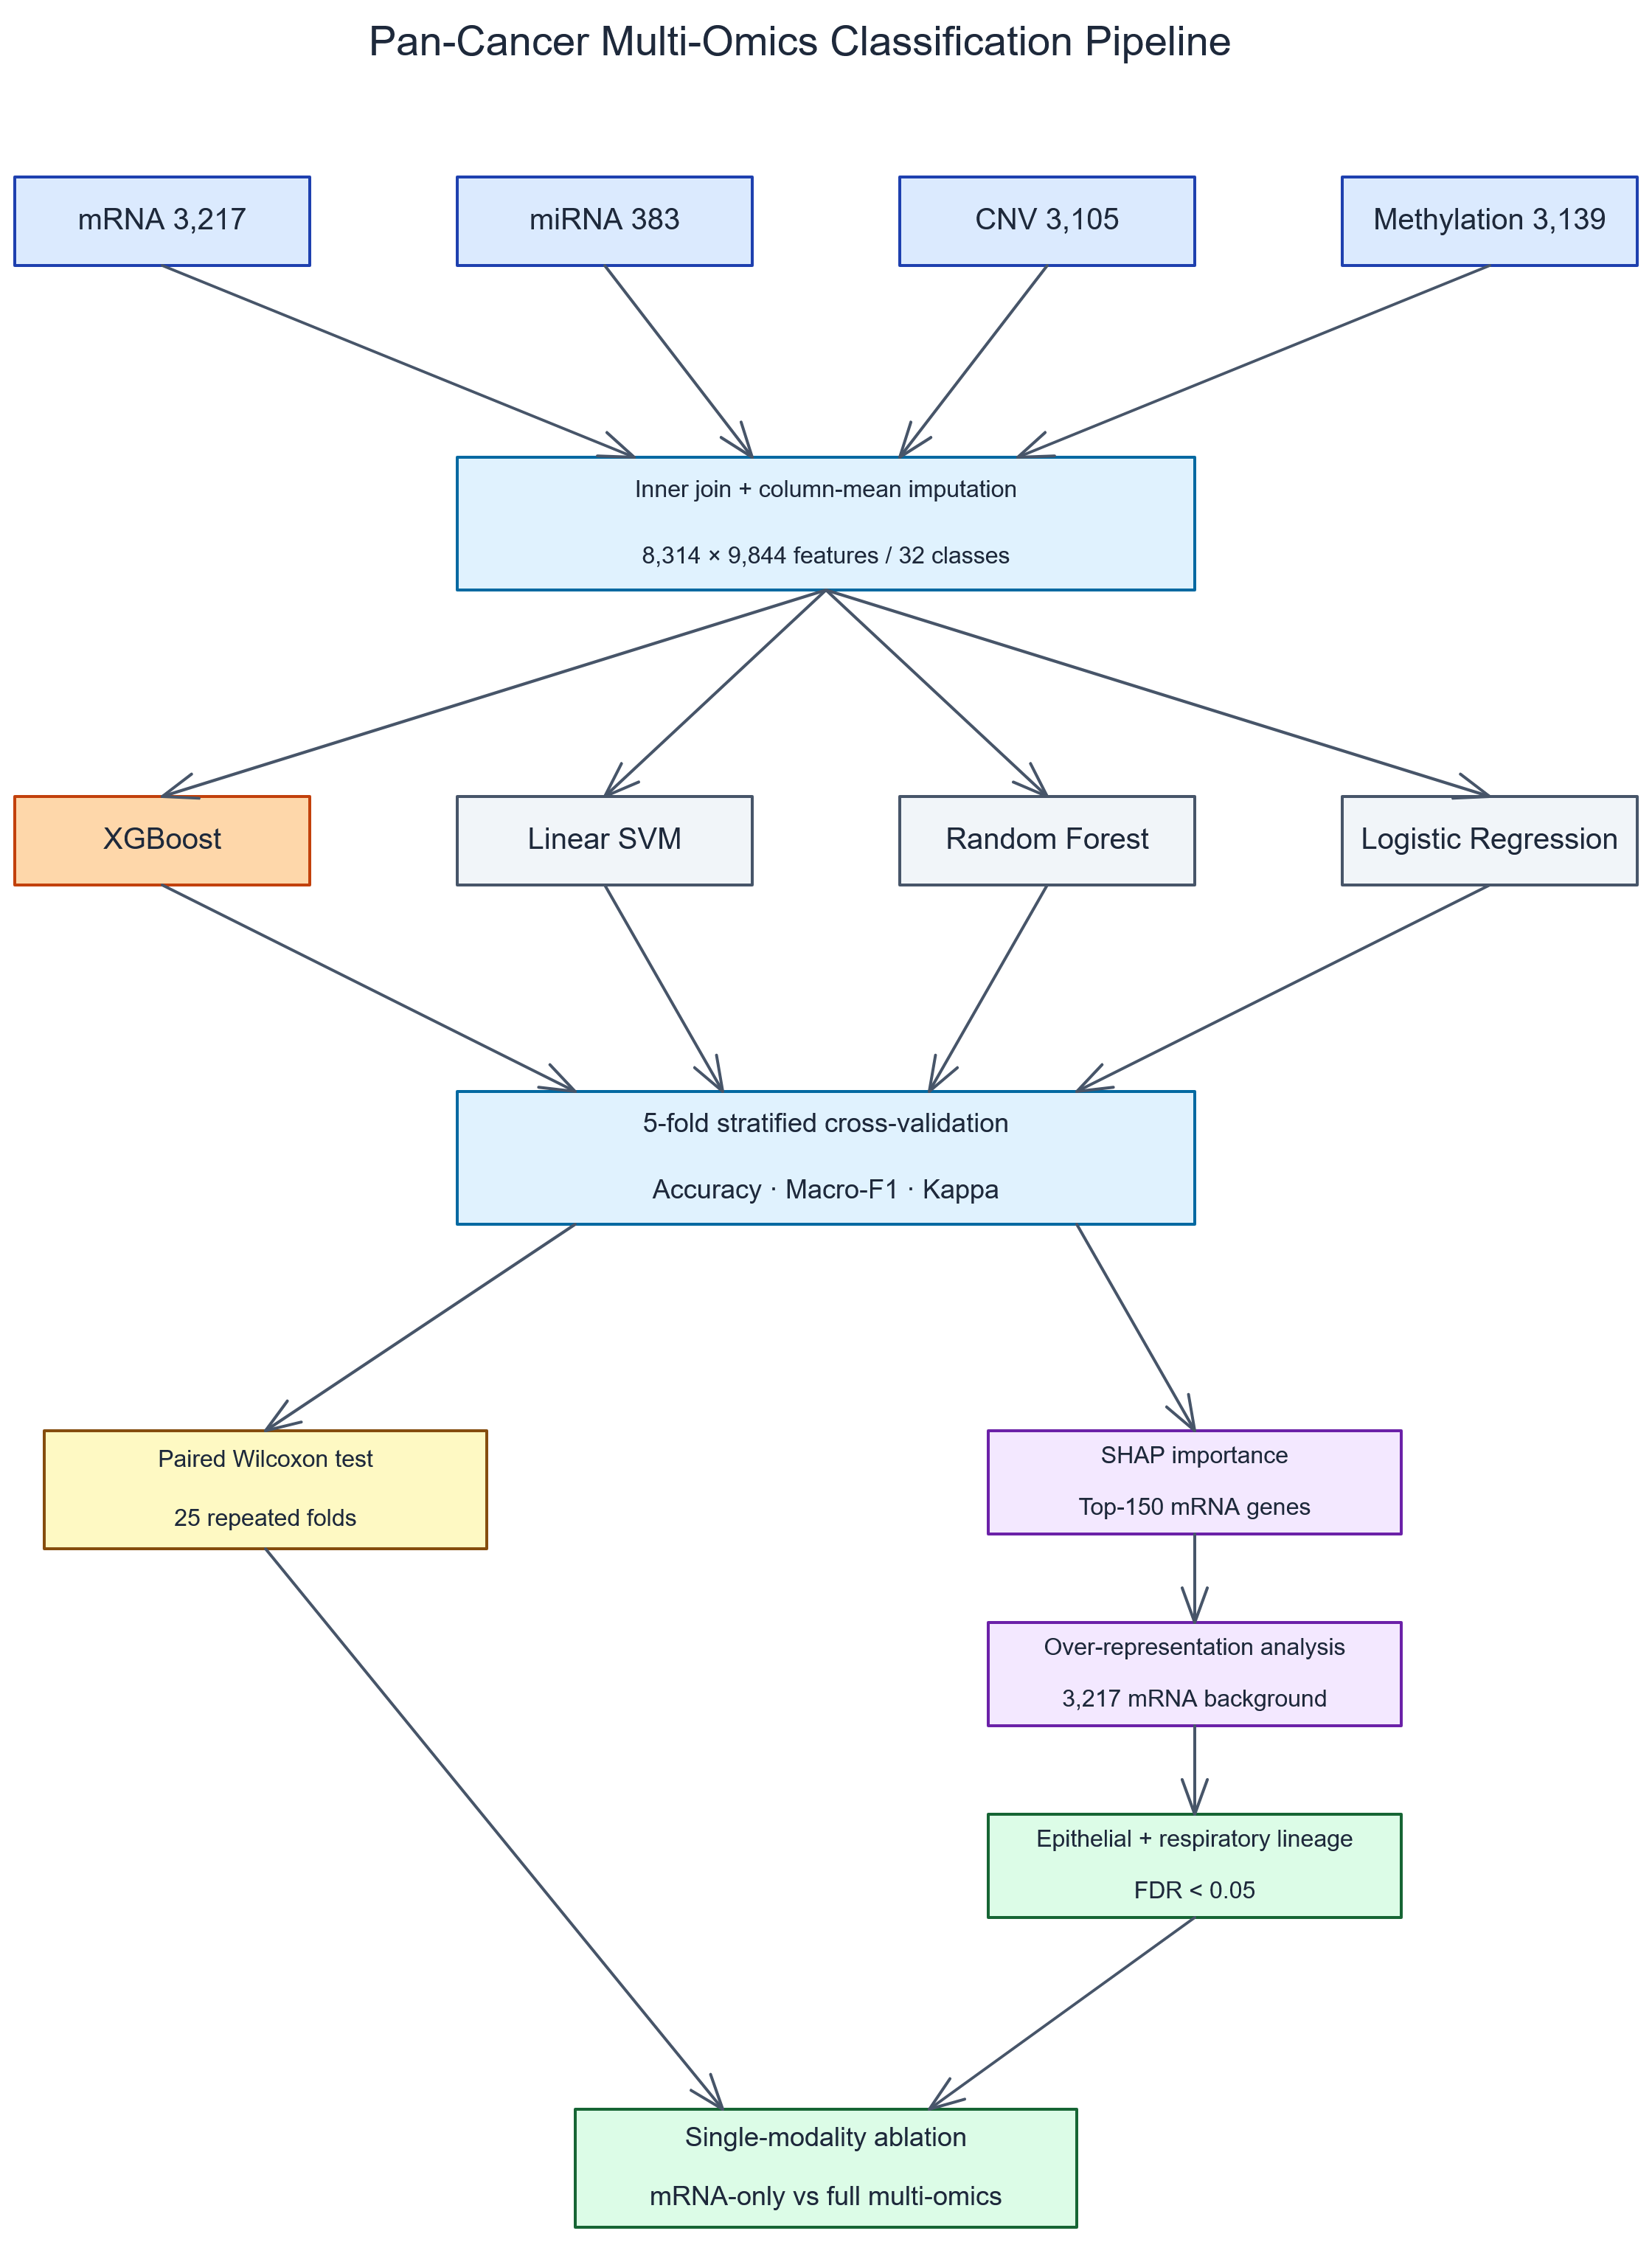 Pan-Cancer Multi-Omics Classification Pipeline
mRNA 3,217
miRNA 383
CNV 3,105
Methylation 3,139
Inner join + column-mean imputation
8,314 × 9,844 features / 32 classes
XGBoost
Linear SVM
Random Forest
Logistic Regression
5-fold stratified cross-validation
Accuracy · Macro-F1 · Kappa
Paired Wilcoxon test
25 repeated folds
SHAP importance
Top-150 mRNA genes
Over-representation analysis
3,217 mRNA background
Epithelial + respiratory lineage
FDR < 0.05
Single-modality ablation
mRNA-only vs full multi-omics